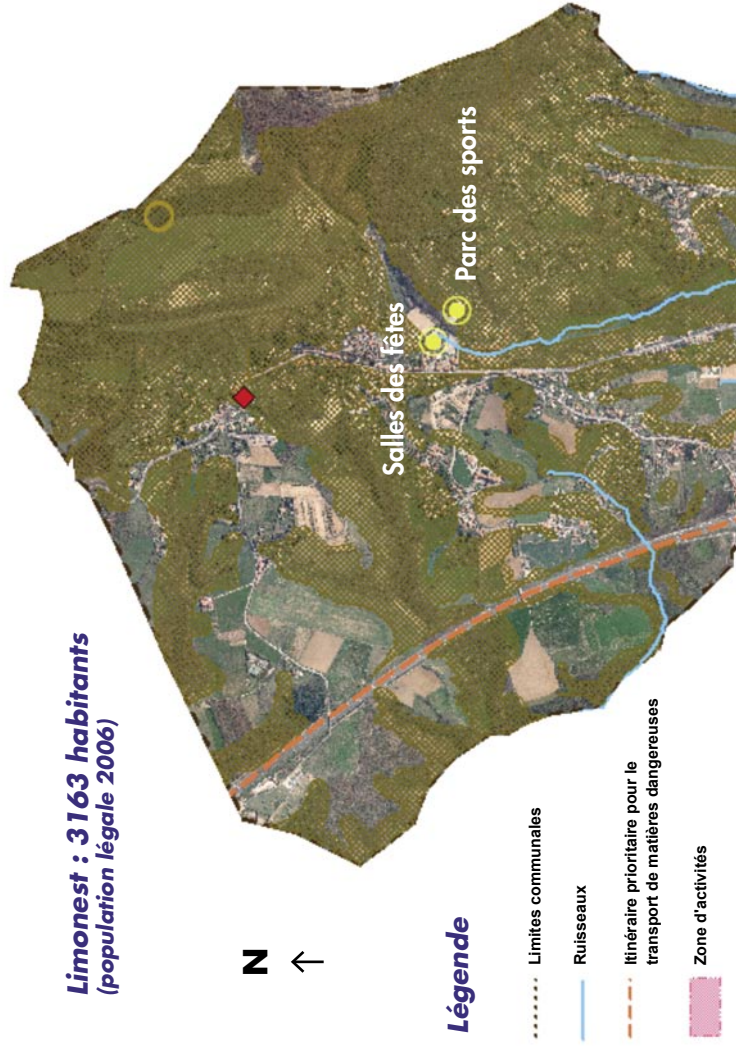 Limonest : 3163 habitants
(population légale 2006)
N
Salles des fêtes
Parc des sports
Légende
Limites communales
Ruisseaux
Itinéraire prioritaire pour le
transport de matières dangereuses
Zone d'activités